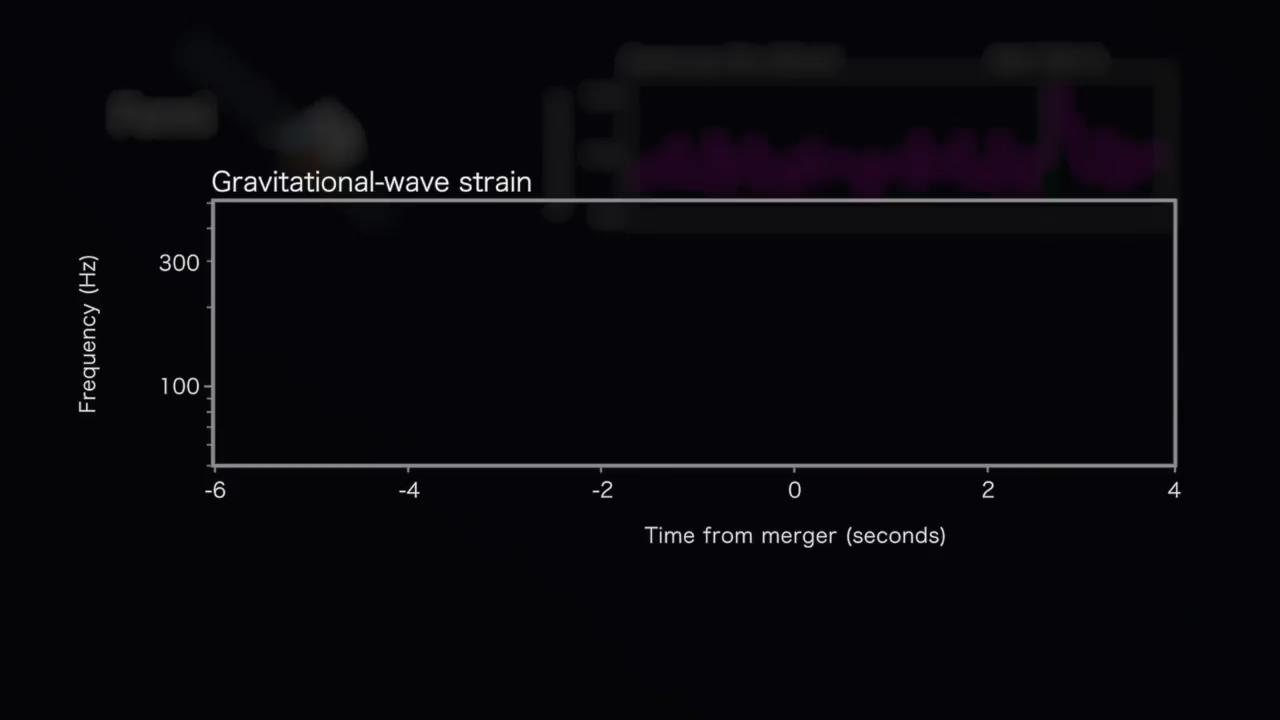 Gravitational-wave strain
Frequency (Hz)
300
100
-6 -4 -2 0 2 4
Time from merger (seconds)